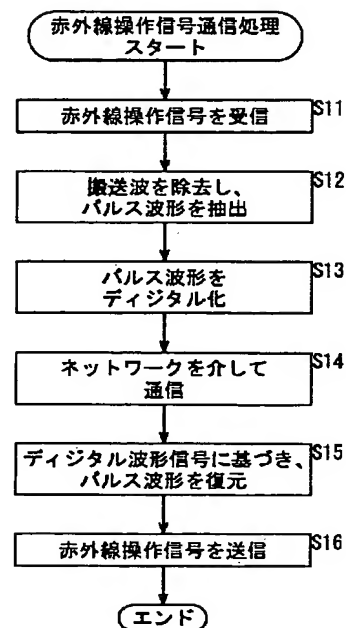 赤外線操作信号通信処理
スタート
S11
赤外線操作信号を受信
S12
搬送波を除去し、
パルス波形を抽出
S13
パルス波形を
ディジタル化
S14
ネットワークを介して
通信
S15
ディジタル波形信号に基づき、
パルス波形を復元
S16
赤外線操作信号を送信
エンド